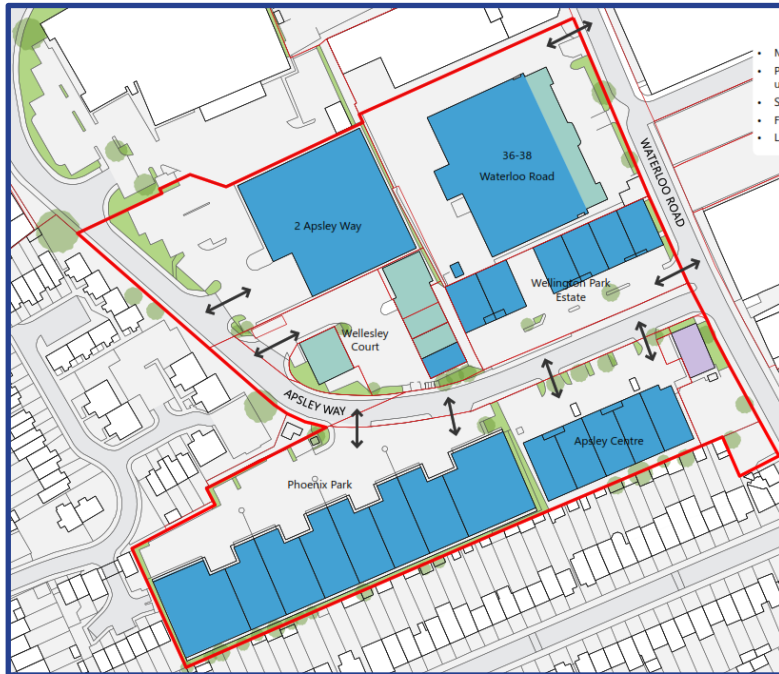 36-38
Waterloo Road
WATERLOO ROAD
2 Apsley Way
Wellington Park
Estate
Wellesley
Court
APSLEY WAY
Apsley Centre
Phoenix Park